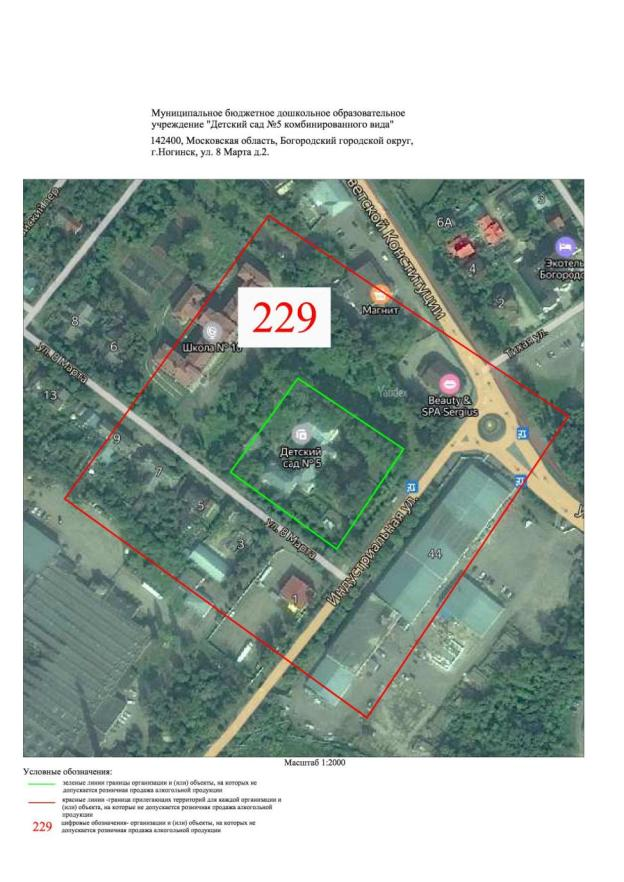 Муниципальное бюджетное дошкольное образовательное
учреждение "Детский сад №5 комбинированного вида"
142400, Московская область, Богородский городской округ,
г.Ногинск, ул. 8 Марта д.2.
ветской Конституции
6А
3
4
Экотель
Богородс
2
229
Магнит
Школа № 10
8
6
Тихая ул.
ул. 8 Марта
Yandex
Beauty &
SPA Sergius
13
9
Детский
сад № 5
7
5
ул. 8 Марта
3
Индустриальная ул.
44
1
Масштаб 1:2000
Условные обозначения:
зеленые линии границы организации и (или) объекты, на которых не
допускается розничная продажа алкогольной продукции
красные линии -граница прилегающих территорий для каждой организации и
(или) объекта, на которые не допускается розничная продажа алкогольной
продукции
229
цифровые обозначения- организации и (или) объекты, на которых не
допускается розничная продажа алкогольной продукции